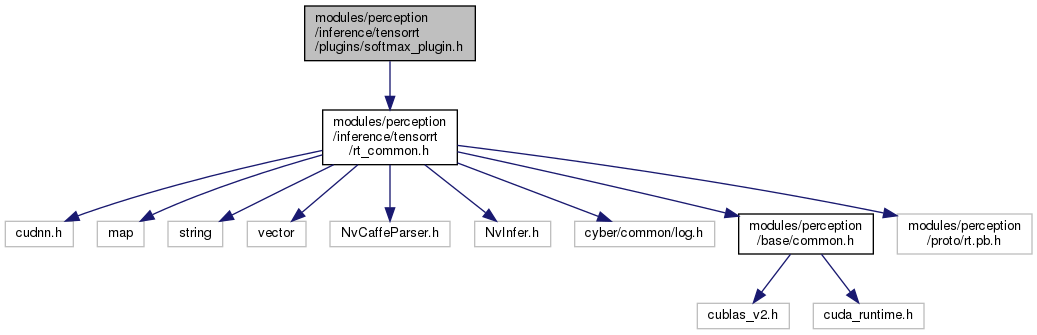 modules/perception
/inference/tensorrt
/plugins/softmax_plugin.h
modules/perception
/inference/tensorrt
/rt_common.h
cudnn.h
map
string
vector
NvCaffeParser.h
NvInfer.h
cyber/common/log.h
modules/perception
/base/common.h
modules/perception
/proto/rt.pb.h
cublas_v2.h
cuda_runtime.h